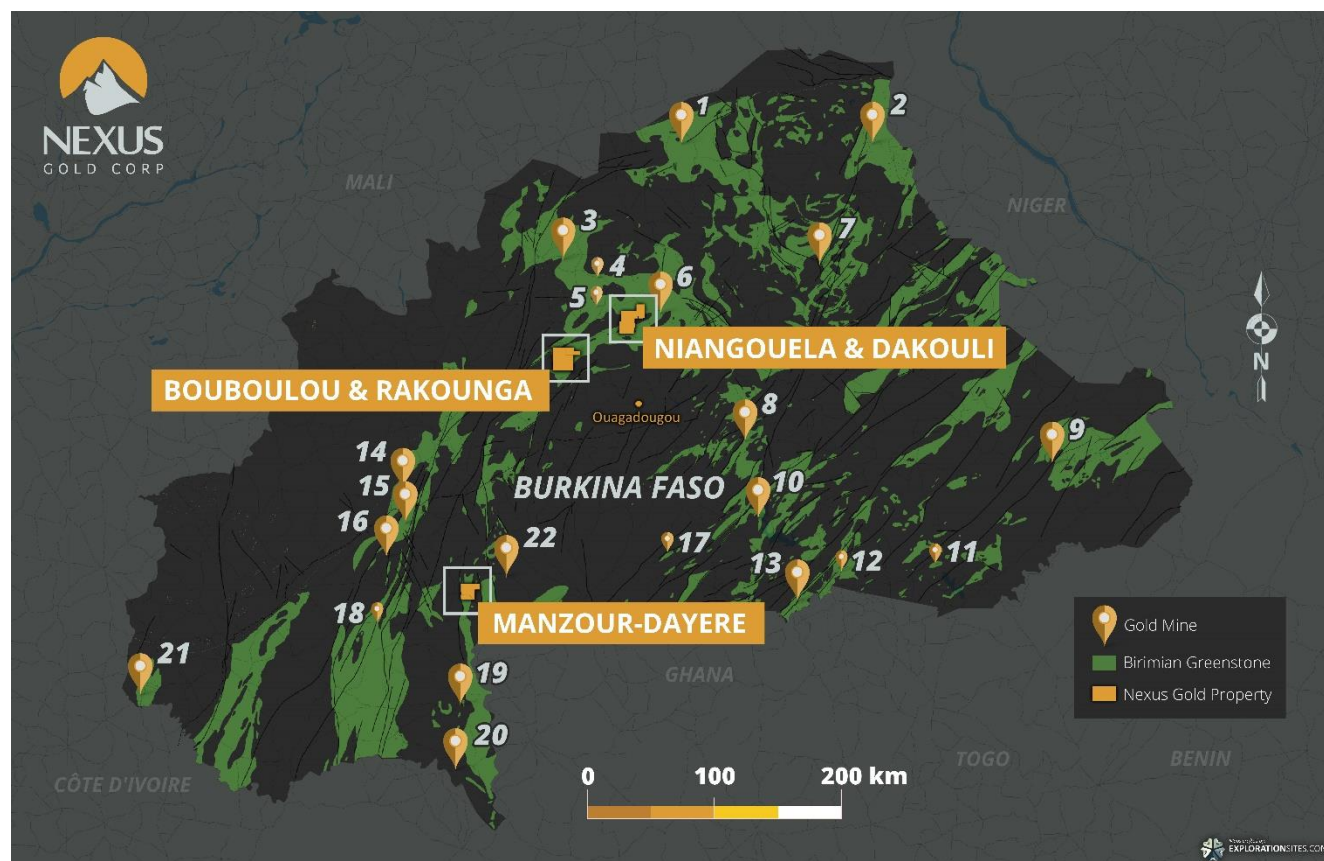 NEXUS
GOLD CORP
MALI
NIGER
1
2
3
4
5
6
7
NIANGOUELA & DAKOULI
N
BOUBOULOU & RAKOUNGA
Ouagadougou
8
9
14
15
BURKINA FASO
10
16
22
17
13
12
11
18
MANZOUR-DAYERE
21
19
GHANA
20
Gold Mine
Birimian Greenstone
Nexus Gold Property
CÔTE D'IVOIRE
TOGO
BENIN
0 100 200 km
EXPLORATIONSITES.COM